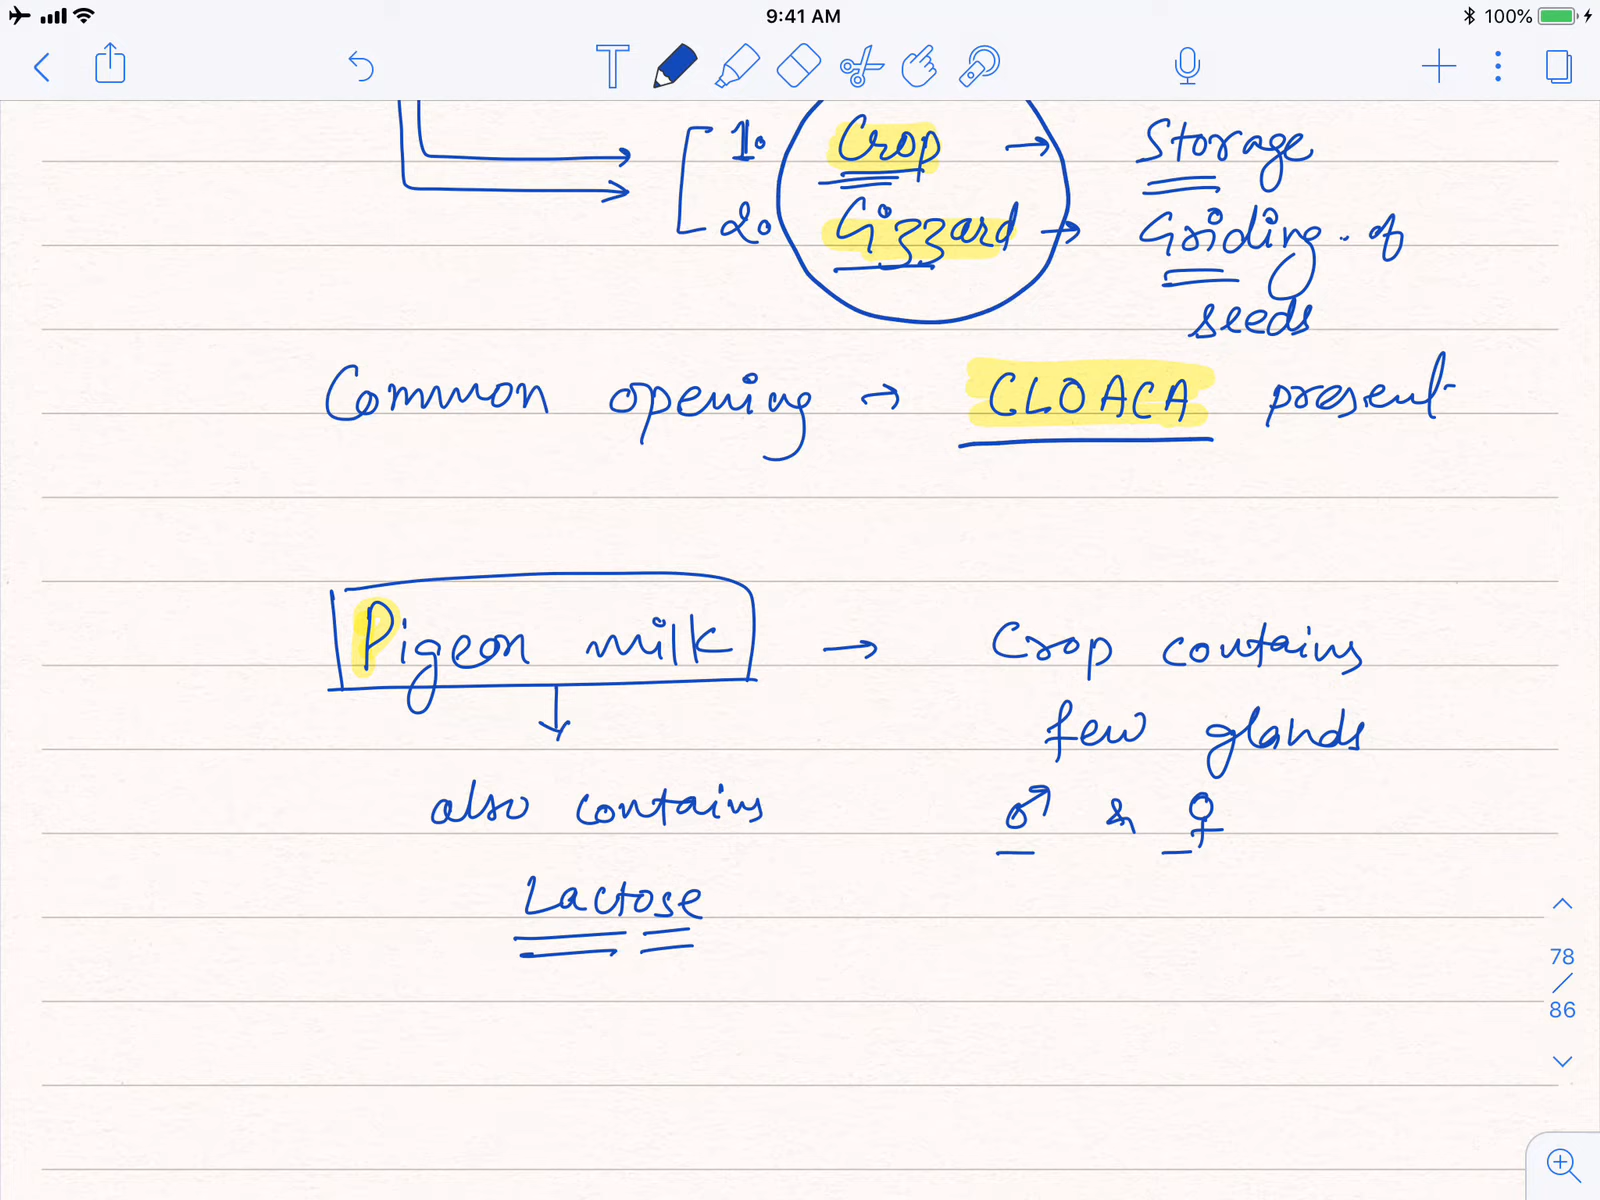 9:41 AM
100%
1. Crop → Storage
2. Gizzard → Griding of
seeds
Common opening → CLOACA present
Pigeon milk → Crop contains
few glands
also contains ♂ & ♀
Lactose
78
/
86